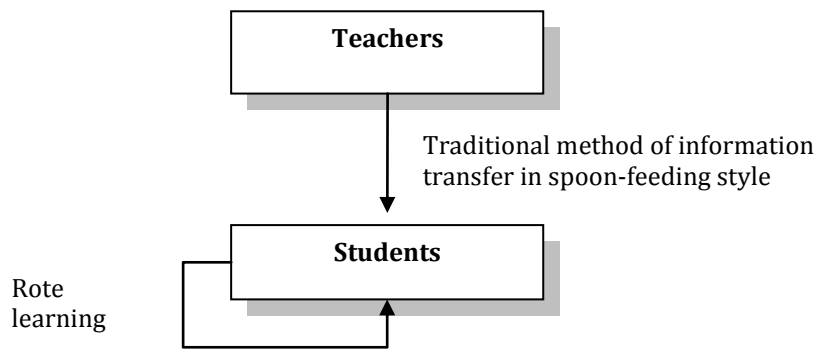 Teachers
Traditional method of information
transfer in spoon-feeding style
Students
Rote
learning